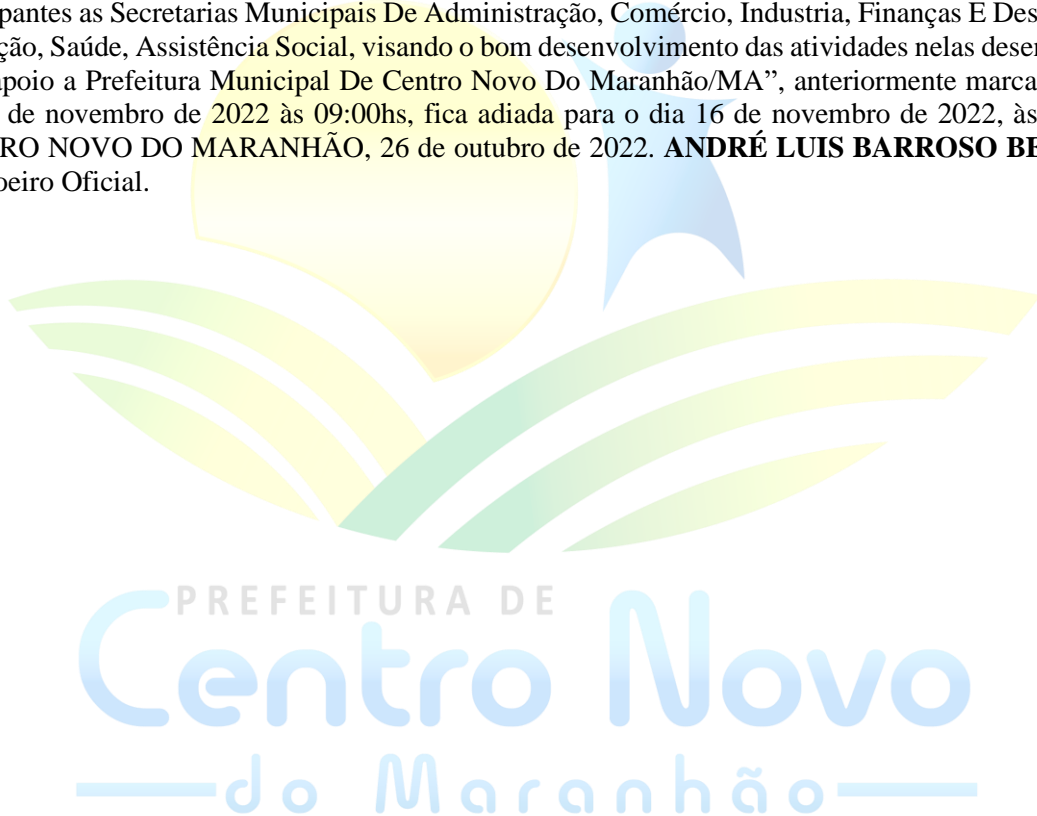 pantes as Secretarias Municipais De Administração, Comércio, Industria, Finanças E Des
ção, Saúde, Assistência Social, visando o bom desenvolvimento das atividades nelas desen
apoio a Prefeitura Municipal De Centro Novo Do Maranhão/MA”, anteriormente marca
de novembro de 2022 às 09:00hs, fica adiada para o dia 16 de novembro de 2022, às
RO NOVO DO MARANHÃO, 26 de outubro de 2022. ANDRÉ LUIS BARROSO BE
oeiro Oficial.
PREFEITURA DE
Centro Novo
do Maranhão